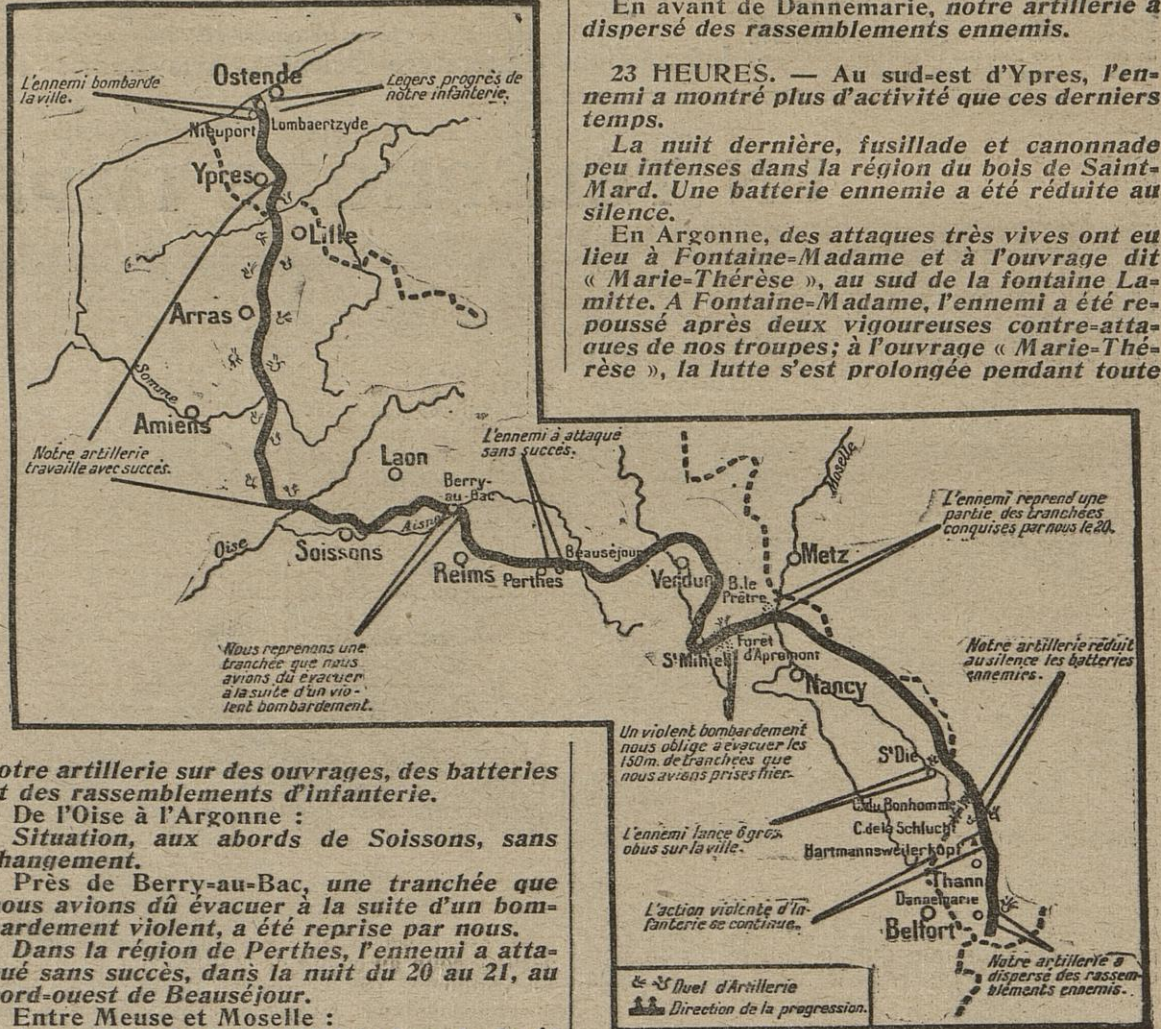 En avant de Dannemarie, notre artillerie a
dispersé des rassemblements ennemis.
23 HEURES. — Au sud=est d'Ypres, l'en=
nemi a montré plus d'activité que ces derniers
temps.
La nuit dernière, fusillade et canonnade
peu intenses dans la région du bois de Saint=
Mard. Une batterie ennemie a été réduite au
silence.
En Argonne, des attaques très vives ont eu
lieu à Fontaine=Madame et à l'ouvrage dit
« Marie=Thérèse », au sud de la fontaine La=
mitte. A Fontaine=Madame, l'ennemi a été re=
poussé après deux vigoureuses contre=atta=
ques de nos troupes; à l'ouvrage « Marie=Thé=
rèse », la lutte s'est prolongée pendant toute
L'ennemi bombarde
la ville.
Ostende
Legers progrès de
notre infanterie.
Nieuport
Lombaertzyde
Ypres
Lille
Arras
Somme
Amiens
Notre artillerie
travaille avec succès.
Laon
Berry-
au-Bac
L'ennemi à attaqué
sans succès.
Moselle
L'ennemi reprend une
partie des tranchées
conquises par nous le 20.
Oise
Soissons
Aisne
Reims
Perthes
Beauséjour
Verdun
B. le
Prêtre
Metz
St Mihiel
Forêt
d'Apremont
Nancy
Nous reprenons une
tranchée que nous
avions dû évacuer
à la suite d'un vio-
lent bombardement.
Notre artillerie réduit
au silence les batteries
ennemies.
Un violent bombardement
nous oblige a évacuer les
150m. de tranchées que
nous avions prises hier.
St Dié
C. du Bonhomme
C. de la Schlucht
Hartmannsweilerkopf
Thann
Dannemarie
Belfort
L'ennemi lance 6 gros
obus sur la ville.
L'action violente d'In-
fanterie se continue.
Notre artillerie a
dispersé des rassem-
blements ennemis.
Duel d'Artillerie
Direction de la progression.
otre artillerie sur des ouvrages, des batteries
t des rassemblements d'infanterie.
De l'Oise à l'Argonne :
Situation, aux abords de Soissons, sans
hangement.
Près de Berry=au=Bac, une tranchée que
ous avions dû évacuer à la suite d'un bom=
ardement violent, a été reprise par nous.
Dans la région de Perthes, l'ennemi a atta=
ué sans succès, dans la nuit du 20 au 21, au
ord=ouest de Beauséjour.
Entre Meuse et Moselle :